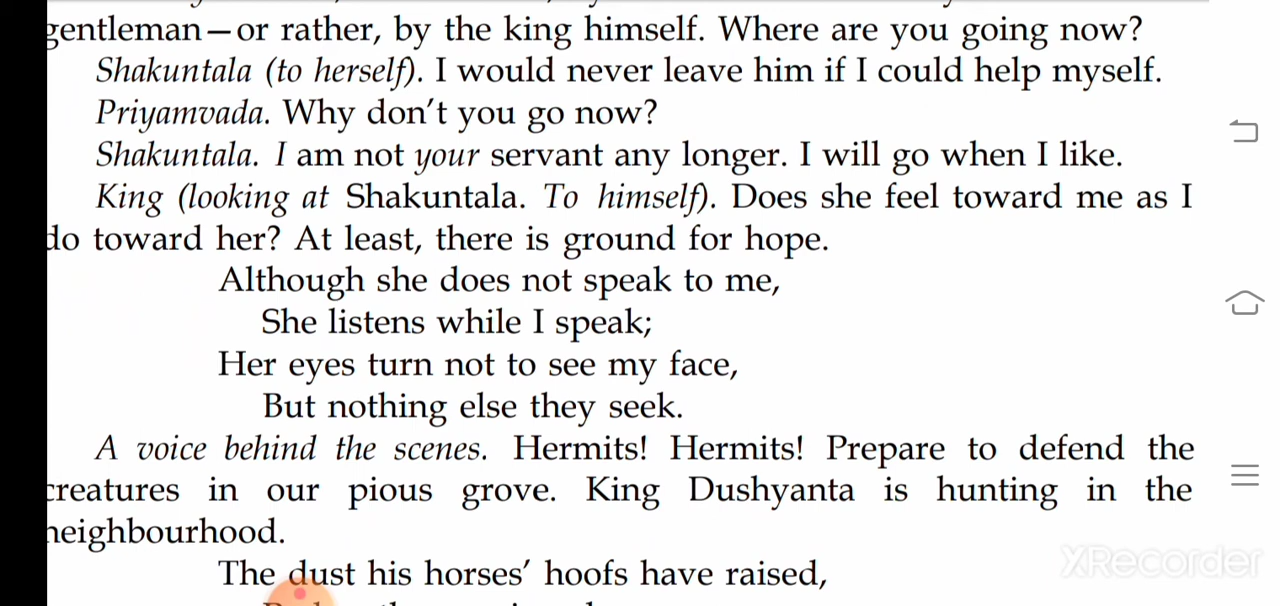 gentleman—or rather, by the king himself. Where are you going now?
Shakuntala (to herself). I would never leave him if I could help myself.
Priyamvada. Why don't you go now?
Shakuntala. I am not your servant any longer. I will go when I like.
King (looking at Shakuntala. To himself). Does she feel toward me as I
do toward her? At least, there is ground for hope.
Although she does not speak to me,
She listens while I speak;
Her eyes turn not to see my face,
But nothing else they seek.
A voice behind the scenes. Hermits! Hermits! Prepare to defend the
creatures in our pious grove. King Dushyanta is hunting in the
neighbourhood.
The dust his horses' hoofs have raised,
XRecorder